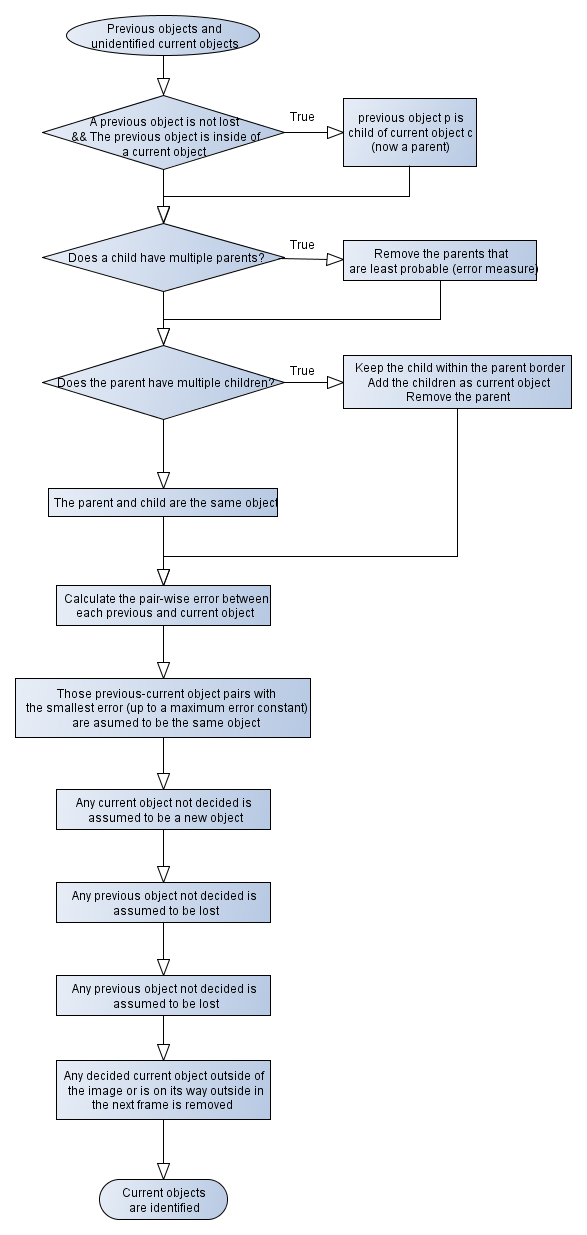 Previous objects and
unidentified current objects
A previous object is not lost
&& The previous object is inside of
a current object
True
previous object p is
child of current object c
(now a parent)
Does a child have multiple parents?
True
Remove the parents that
are least probable (error measure)
Does the parent have multiple children?
True
Keep the child within the parent border
Add the children as current object
Remove the parent
The parent and child are the same object
Calculate the pair-wise error between
each previous and current object
Those previous-current object pairs with
the smallest error (up to a maximum error constant)
are asumed to be the same object
Any current object not decided is
assumed to be a new object
Any previous object not decided is
assumed to be lost
Any previous object not decided is
assumed to be lost
Any decided current object outside of
the image or is on its way outside in
the next frame is removed
Current objects
are identified